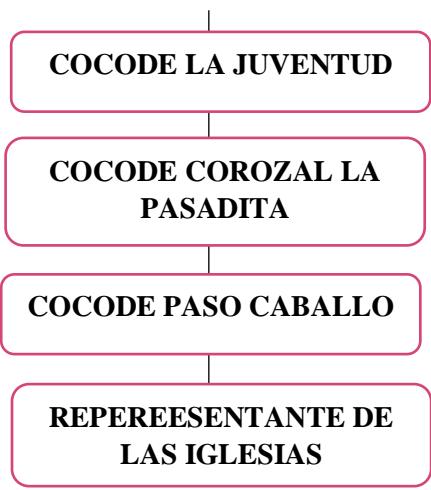 COCODE LA JUVENTUD
COCODE COROZAL LA
PASADITA
COCODE PASO CABALLO
REPEREESENTANTE DE
LAS IGLESIAS